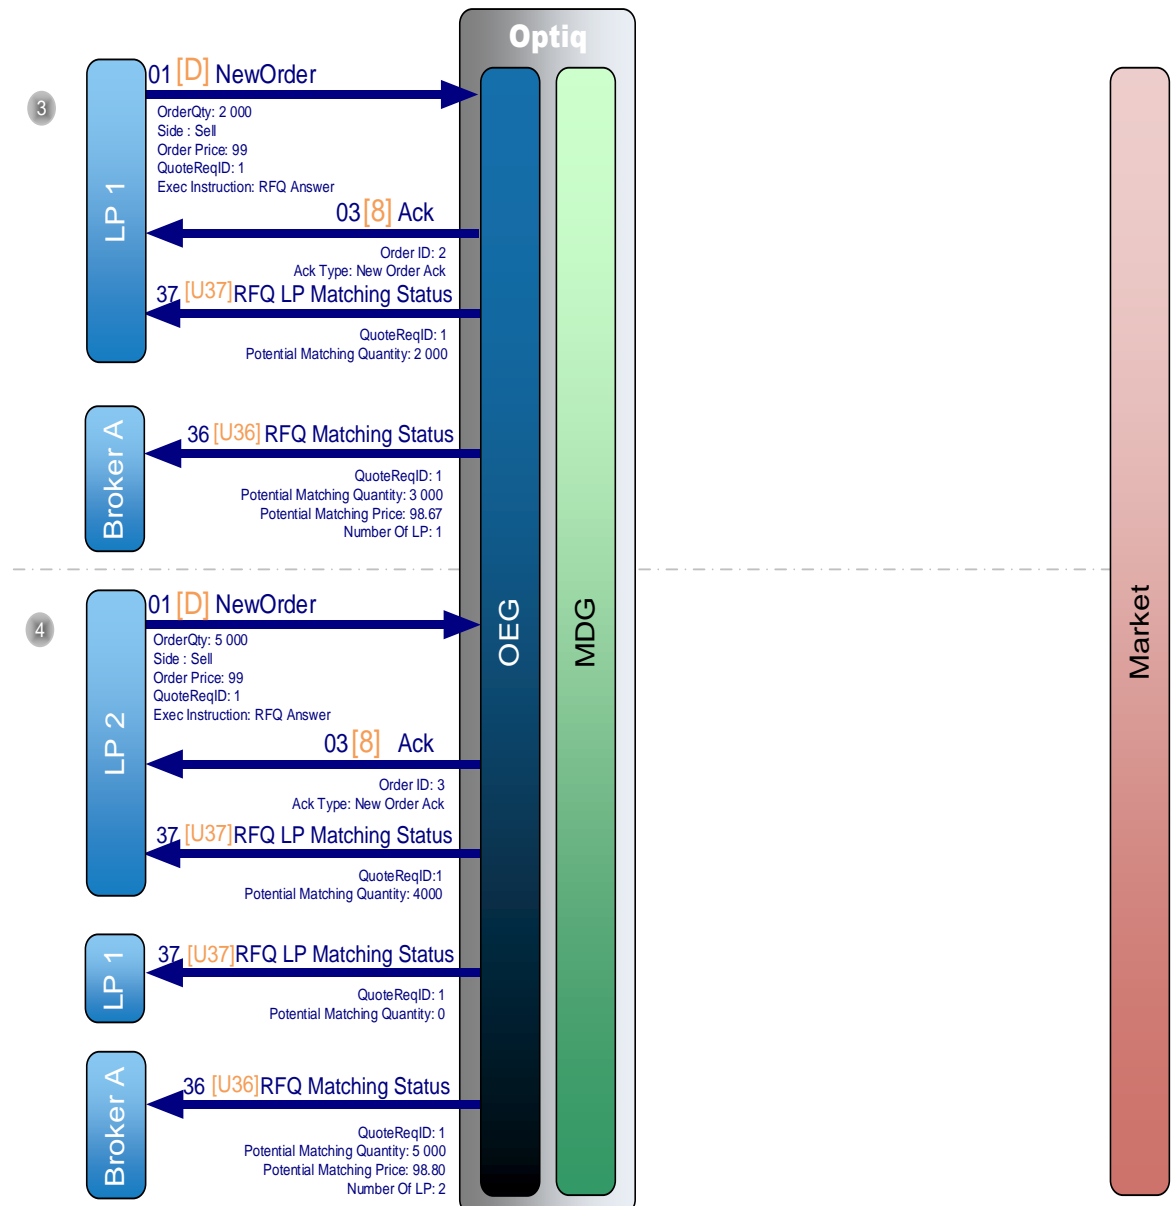 Optiq
3
01 [D] NewOrder
OrderQty: 2 000
Side : Sell
Order Price: 99
QuoteReqID: 1
Exec Instruction: RFQ Answer
LP 1
03 [8] Ack
Order ID: 2
Ack Type: New Order Ack
37 [U37] RFQ LP Matching Status
QuoteReqID: 1
Potential Matching Quantity: 2 000
Broker A
36 [U36] RFQ Matching Status
QuoteReqID: 1
Potential Matching Quantity: 3 000
Potential Matching Price: 98.67
Number Of LP: 1
OEG
MDG
Market
4
01 [D] NewOrder
OrderQty: 5 000
Side : Sell
Order Price: 99
QuoteReqID: 1
Exec Instruction: RFQ Answer
LP 2
03 [8] Ack
Order ID: 3
Ack Type: New Order Ack
37 [U37] RFQ LP Matching Status
QuoteReqID:1
Potential Matching Quantity: 4000
LP 1
37 [U37] RFQ LP Matching Status
QuoteReqID: 1
Potential Matching Quantity: 0
Broker A
36 [U36] RFQ Matching Status
QuoteReqID: 1
Potential Matching Quantity: 5 000
Potential Matching Price: 98.80
Number Of LP: 2